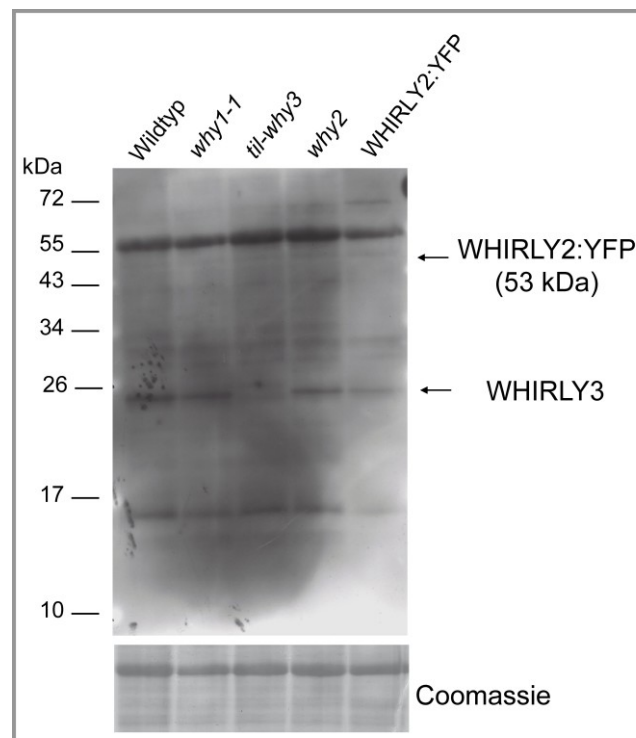 Wildtyp
why1-1
til-why3
why2
WHIRLY2:YFP
kDa
72
55
43
34
26
17
10
WHIRLY2:YFP
(53 kDa)
WHIRLY3
Coomassie